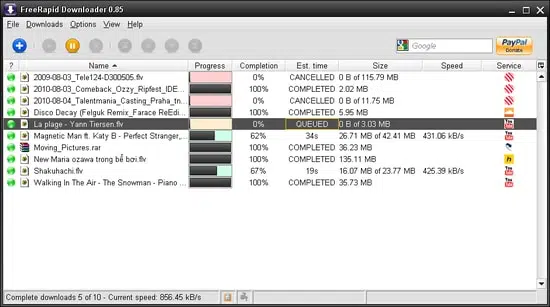 FreeRapid Downloader 0.85
File Downloads Options View Help
Google
PayPal
Donate
? Name Progress Completion Est. time Size Speed Service
2009-08-03_Tele124-D300505.flv 0% CANCELLED 0 B of 115.79 MB
2010-08-03_Comeback_Ozzy_Ripfest_IDE... 100% COMPLETED 2.02 MB
2010-08-04_Talentmania_Casting_Praha_tn... 0% CANCELLED 0 B of 11.75 MB
Disco Decay (Felguk Remix_Farace ReEdi... 100% COMPLETED 5.95 MB
La plage - Yann Tiersen.flv 0% QUEUED 0 B of 3.03 MB
Magnetic Man ft. Katy B - Perfect Stranger,... 62% 34s 26.71 MB of 42.41 MB 431.06 kB/s
Moving_Pictures.rar 100% COMPLETED 36.23 MB
New Maria ozawa trong bể bơi.flv 100% COMPLETED 135.11 MB
Shakuhachi.flv 67% 19s 16.07 MB of 23.77 MB 425.39 kB/s
Walking In The Air - The Snowman - Piano ... 100% COMPLETED 35.73 MB
Complete downloads 5 of 10 - Current speed: 856.45 kB/s